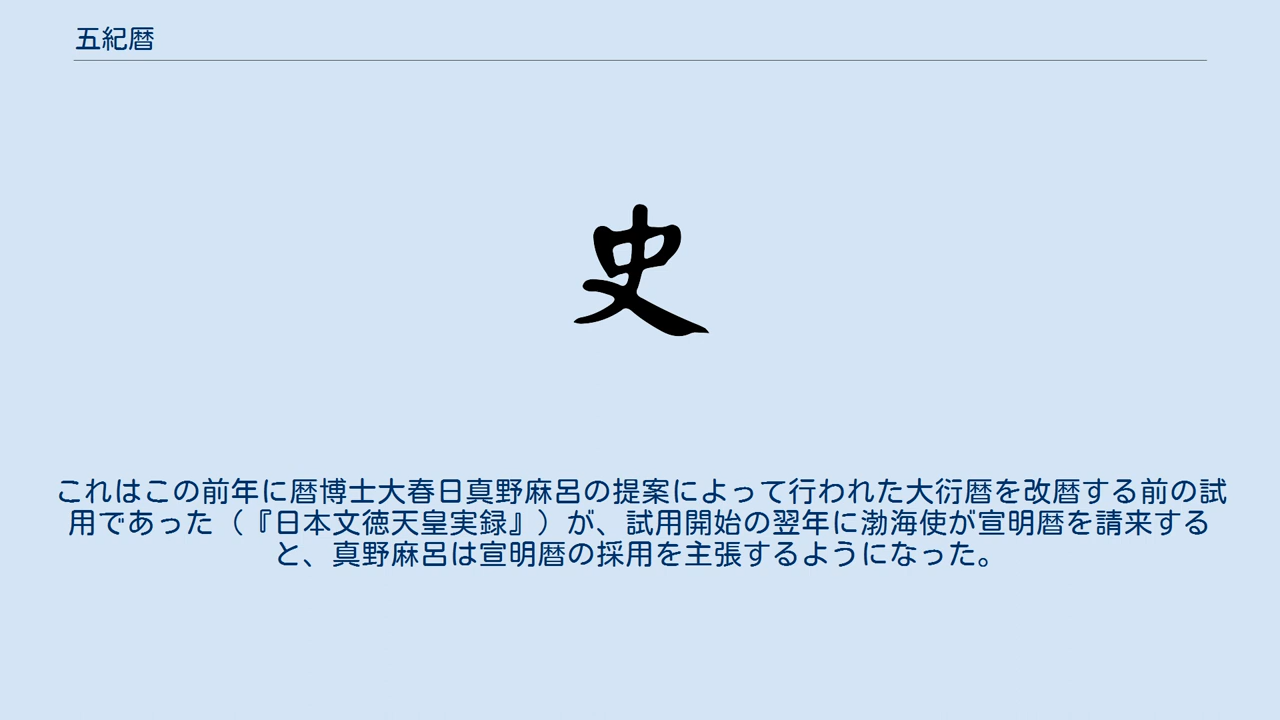 五紀暦
史
これはこの前年に暦博士大春日真野麻呂の提案によって行われた大衍暦を改暦する前の試
用であった（『日本文徳天皇実録』）が、試用開始の翌年に渤海使が宣明暦を請来する
と、真野麻呂は宣明暦の採用を主張するようになった。